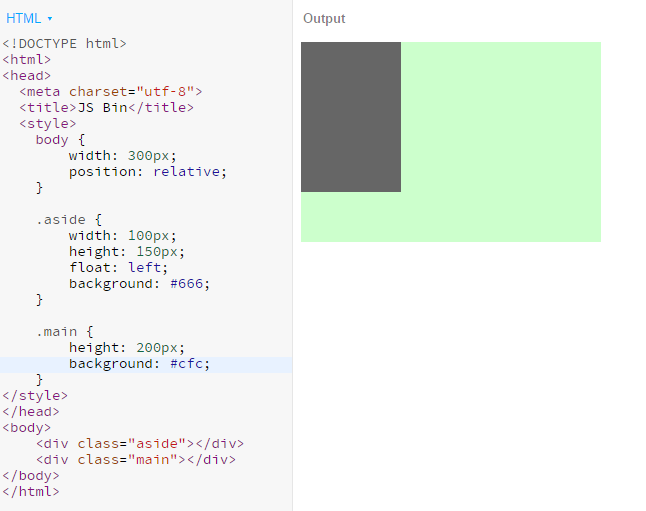 HTML ▾
<!DOCTYPE html>
<html>
<head>
  <meta charset="utf-8">
  <title>JS Bin</title>
  <style>
    body {
        width: 300px;
        position: relative;
    }

    .aside {
        width: 100px;
        height: 150px;
        float: left;
        background: #666;
    }

    .main {
        height: 200px;
        background: #cfc;
    }
</style>
</head>
<body>
    <div class="aside"></div>
    <div class="main"></div>
</body>
</html>
Output